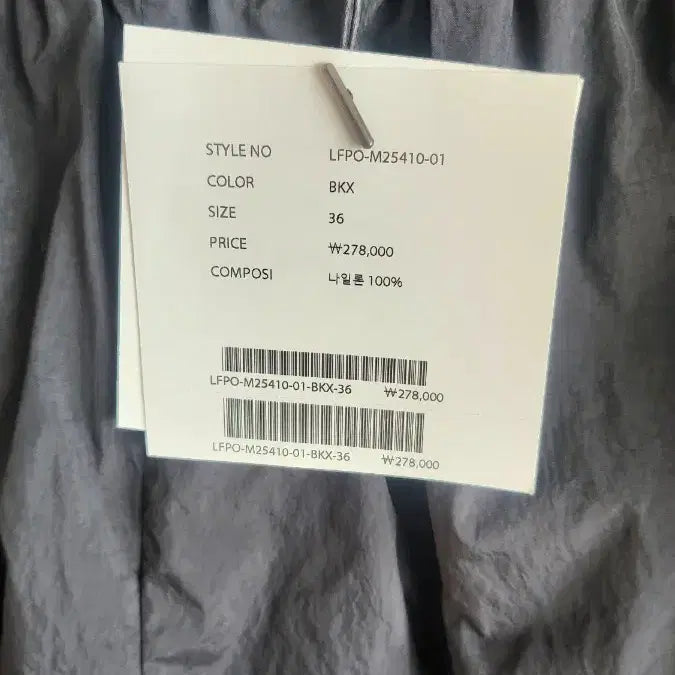 STYLE NO LFPO-M25410-01
COLOR BKX
SIZE 36
PRICE ₩278,000
COMPOSI 나일론 100%
LFPO-M25410-01-BKX-36 ₩278,000
LFPO-M25410-01-BKX-36 ₩278,000